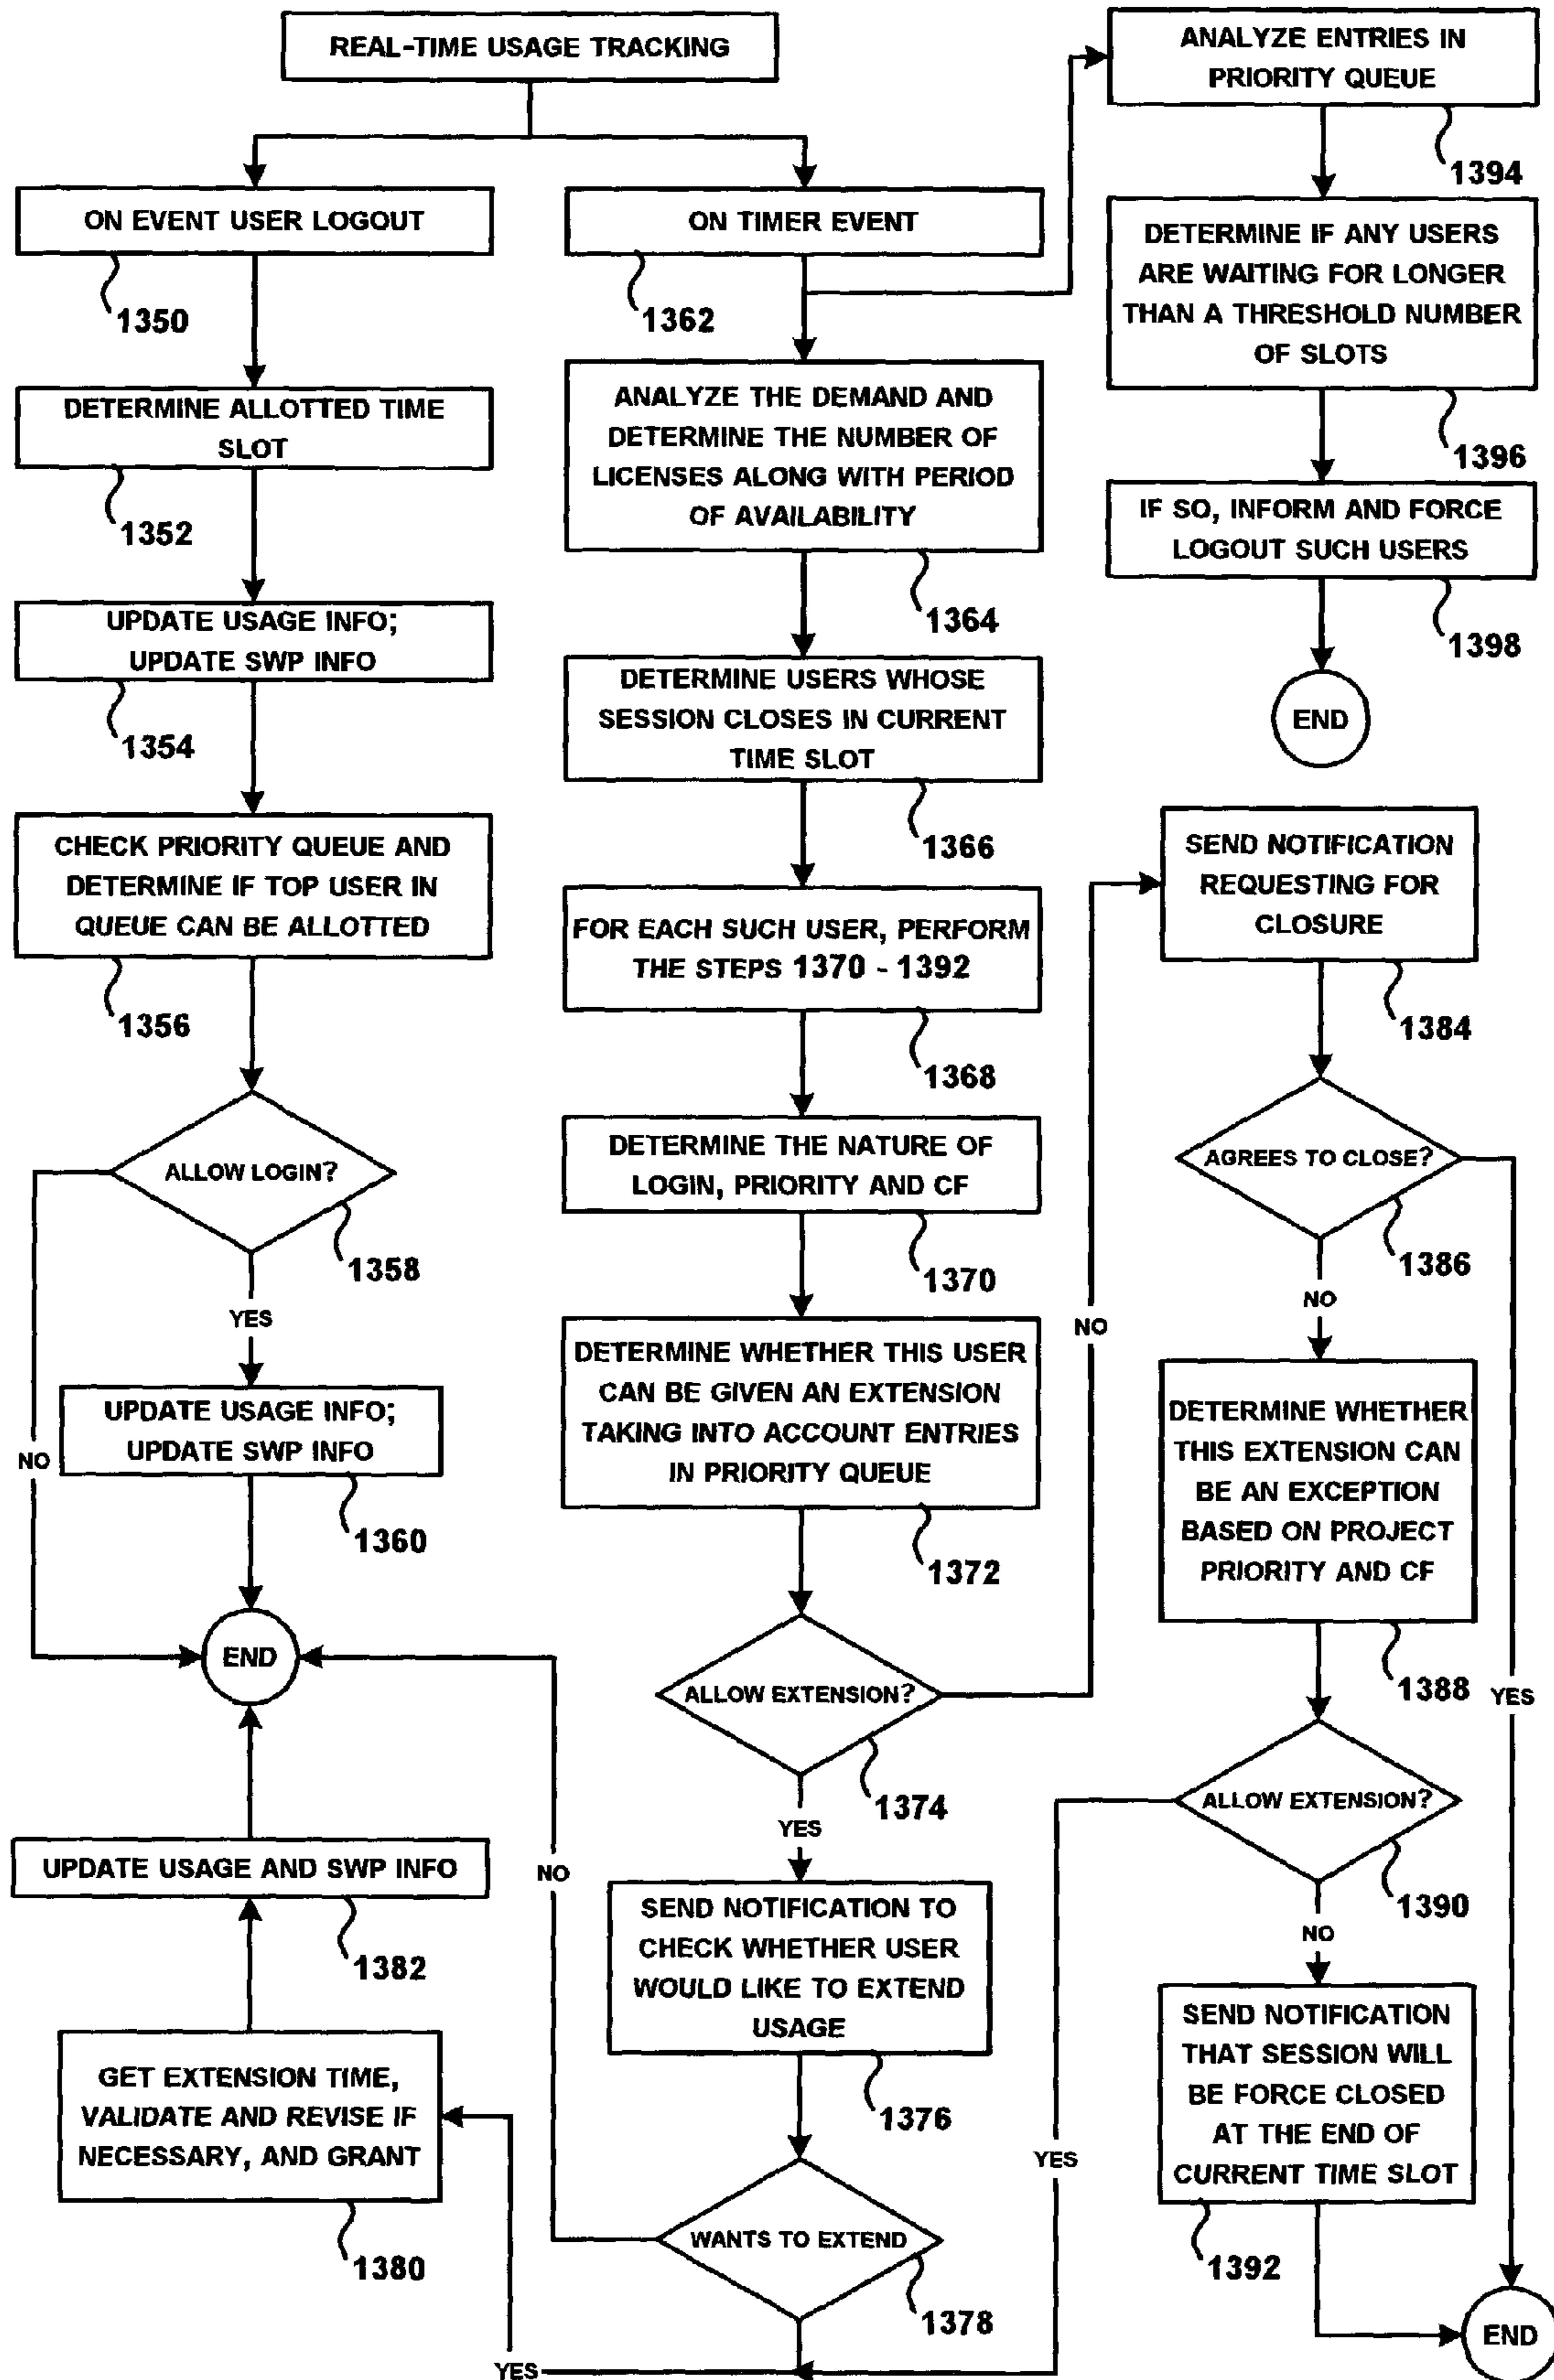 REAL-TIME USAGE TRACKING
ON EVENT USER LOGOUT
1350
DETERMINE ALLOTTED TIME
SLOT
1352
UPDATE USAGE INFO;
UPDATE SWP INFO
1354
CHECK PRIORITY QUEUE AND
DETERMINE IF TOP USER IN
QUEUE CAN BE ALLOTTED
1356
ALLOW LOGIN?
1358
YES
NO
UPDATE USAGE INFO;
UPDATE SWP INFO
1360
END
UPDATE USAGE AND SWP INFO
1382
GET EXTENSION TIME,
VALIDATE AND REVISE IF
NECESSARY, AND GRANT
1380
ON TIMER EVENT
1362
ANALYZE THE DEMAND AND
DETERMINE THE NUMBER OF
LICENSES ALONG WITH PERIOD
OF AVAILABILITY
1364
DETERMINE USERS WHOSE
SESSION CLOSES IN CURRENT
TIME SLOT
1366
FOR EACH SUCH USER, PERFORM
THE STEPS 1370 - 1392
1368
DETERMINE THE NATURE OF
LOGIN, PRIORITY AND CF
1370
DETERMINE WHETHER THIS USER
CAN BE GIVEN AN EXTENSION
TAKING INTO ACCOUNT ENTRIES
IN PRIORITY QUEUE
1372
ALLOW EXTENSION?
1374
NO
YES
SEND NOTIFICATION TO
CHECK WHETHER USER
WOULD LIKE TO EXTEND
USAGE
1376
WANTS TO EXTEND
1378
NO
YES
ANALYZE ENTRIES IN
PRIORITY QUEUE
1394
DETERMINE IF ANY USERS
ARE WAITING FOR LONGER
THAN A THRESHOLD NUMBER
OF SLOTS
1396
IF SO, INFORM AND FORCE
LOGOUT SUCH USERS
1398
END
SEND NOTIFICATION
REQUESTING FOR
CLOSURE
1384
AGREES TO CLOSE?
1386
NO
YES
DETERMINE WHETHER
THIS EXTENSION CAN
BE AN EXCEPTION
BASED ON PROJECT
PRIORITY AND CF
1388
ALLOW EXTENSION?
1390
NO
YES
SEND NOTIFICATION
THAT SESSION WILL
BE FORCE CLOSED
AT THE END OF
CURRENT TIME SLOT
1392
END